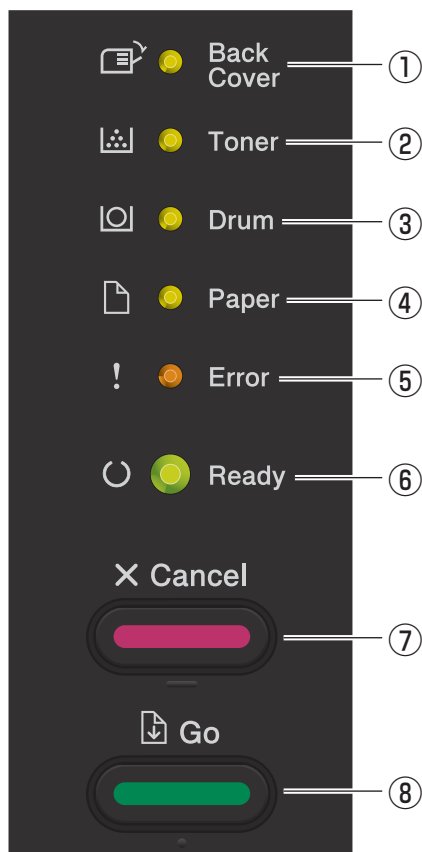 Back
Cover
①
Toner
②
Drum
③
Paper
④
! Error
⑤
Ready
⑥
Cancel
⑦
Go
⑧